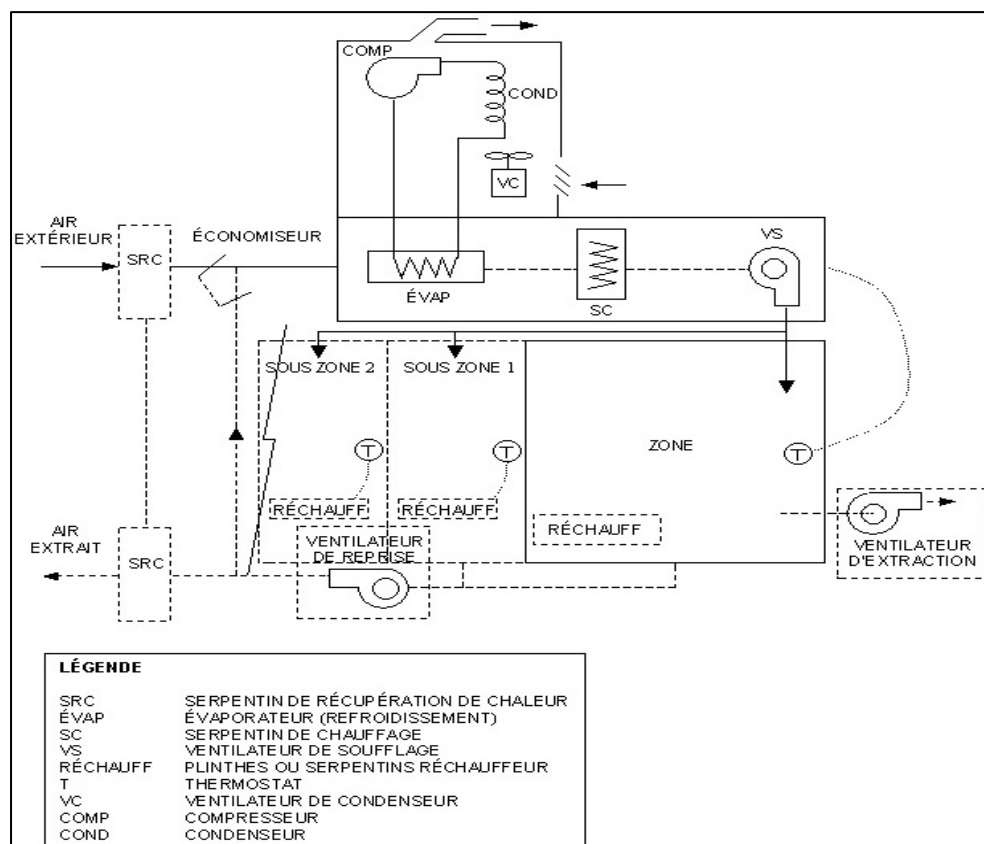 COMP
COND
VC
AIR
EXTÉRIEUR
SRC
ÉCONOMISEUR
VS
ÉVAP
SC
SOUS ZONE 2
SOUS ZONE 1
ZONE
T
T
T
RÉCHAUFF
RÉCHAUFF
RÉCHAUFF
AIR
EXTRAIT
SRC
VENTILATEUR
DE REPRISE
VENTILATEUR
D'EXTRACTION
LÉGENDE
SRC SERPENTIN DE RÉCUPÉRATION DE CHALEUR
ÉVAP ÉVAPORATEUR (REFROIDISSEMENT)
SC SERPENTIN DE CHAUFFAGE
VS VENTILATEUR DE SOUFFLAGE
RÉCHAUFF PLINTHES OU SERPENTINS RÉCHAUFFEUR
T THERMOSTAT
VC VENTILATEUR DE CONDENSEUR
COMP COMPRESSEUR
COND CONDENSEUR